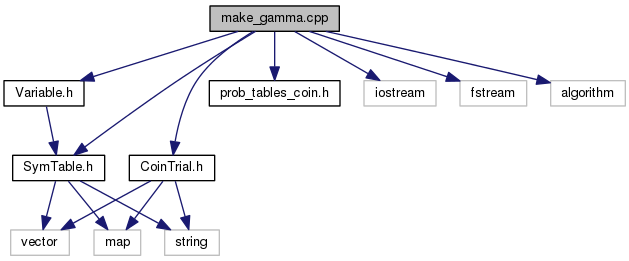 make_gamma.cpp
Variable.h
prob_tables_coin.h
iostream
fstream
algorithm
SymTable.h
CoinTrial.h
vector
map
string